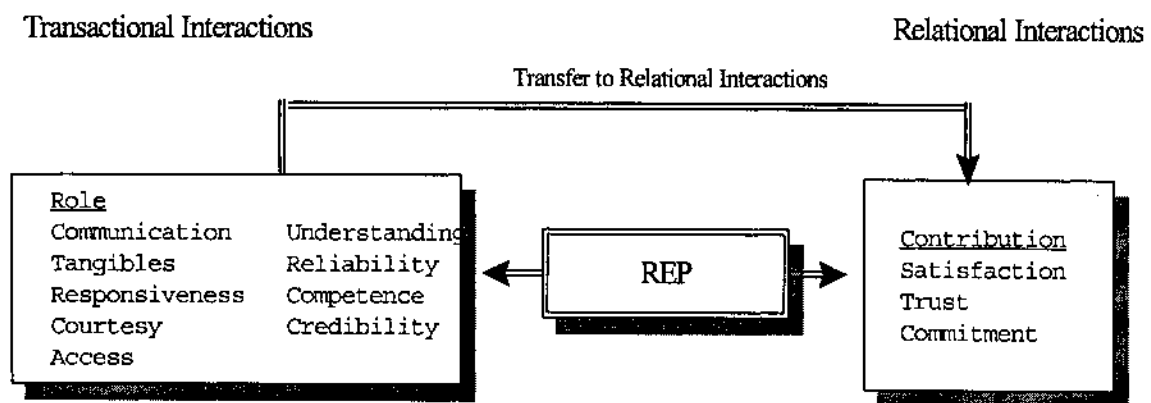 Transactional Interactions
Relational Interactions
Transfer to Relational Interactions
Role
Communication Understanding
Tangibles Reliability
Responsiveness Competence
Courtesy Credibility
Access
REP
Contribution
Satisfaction
Trust
Commitment